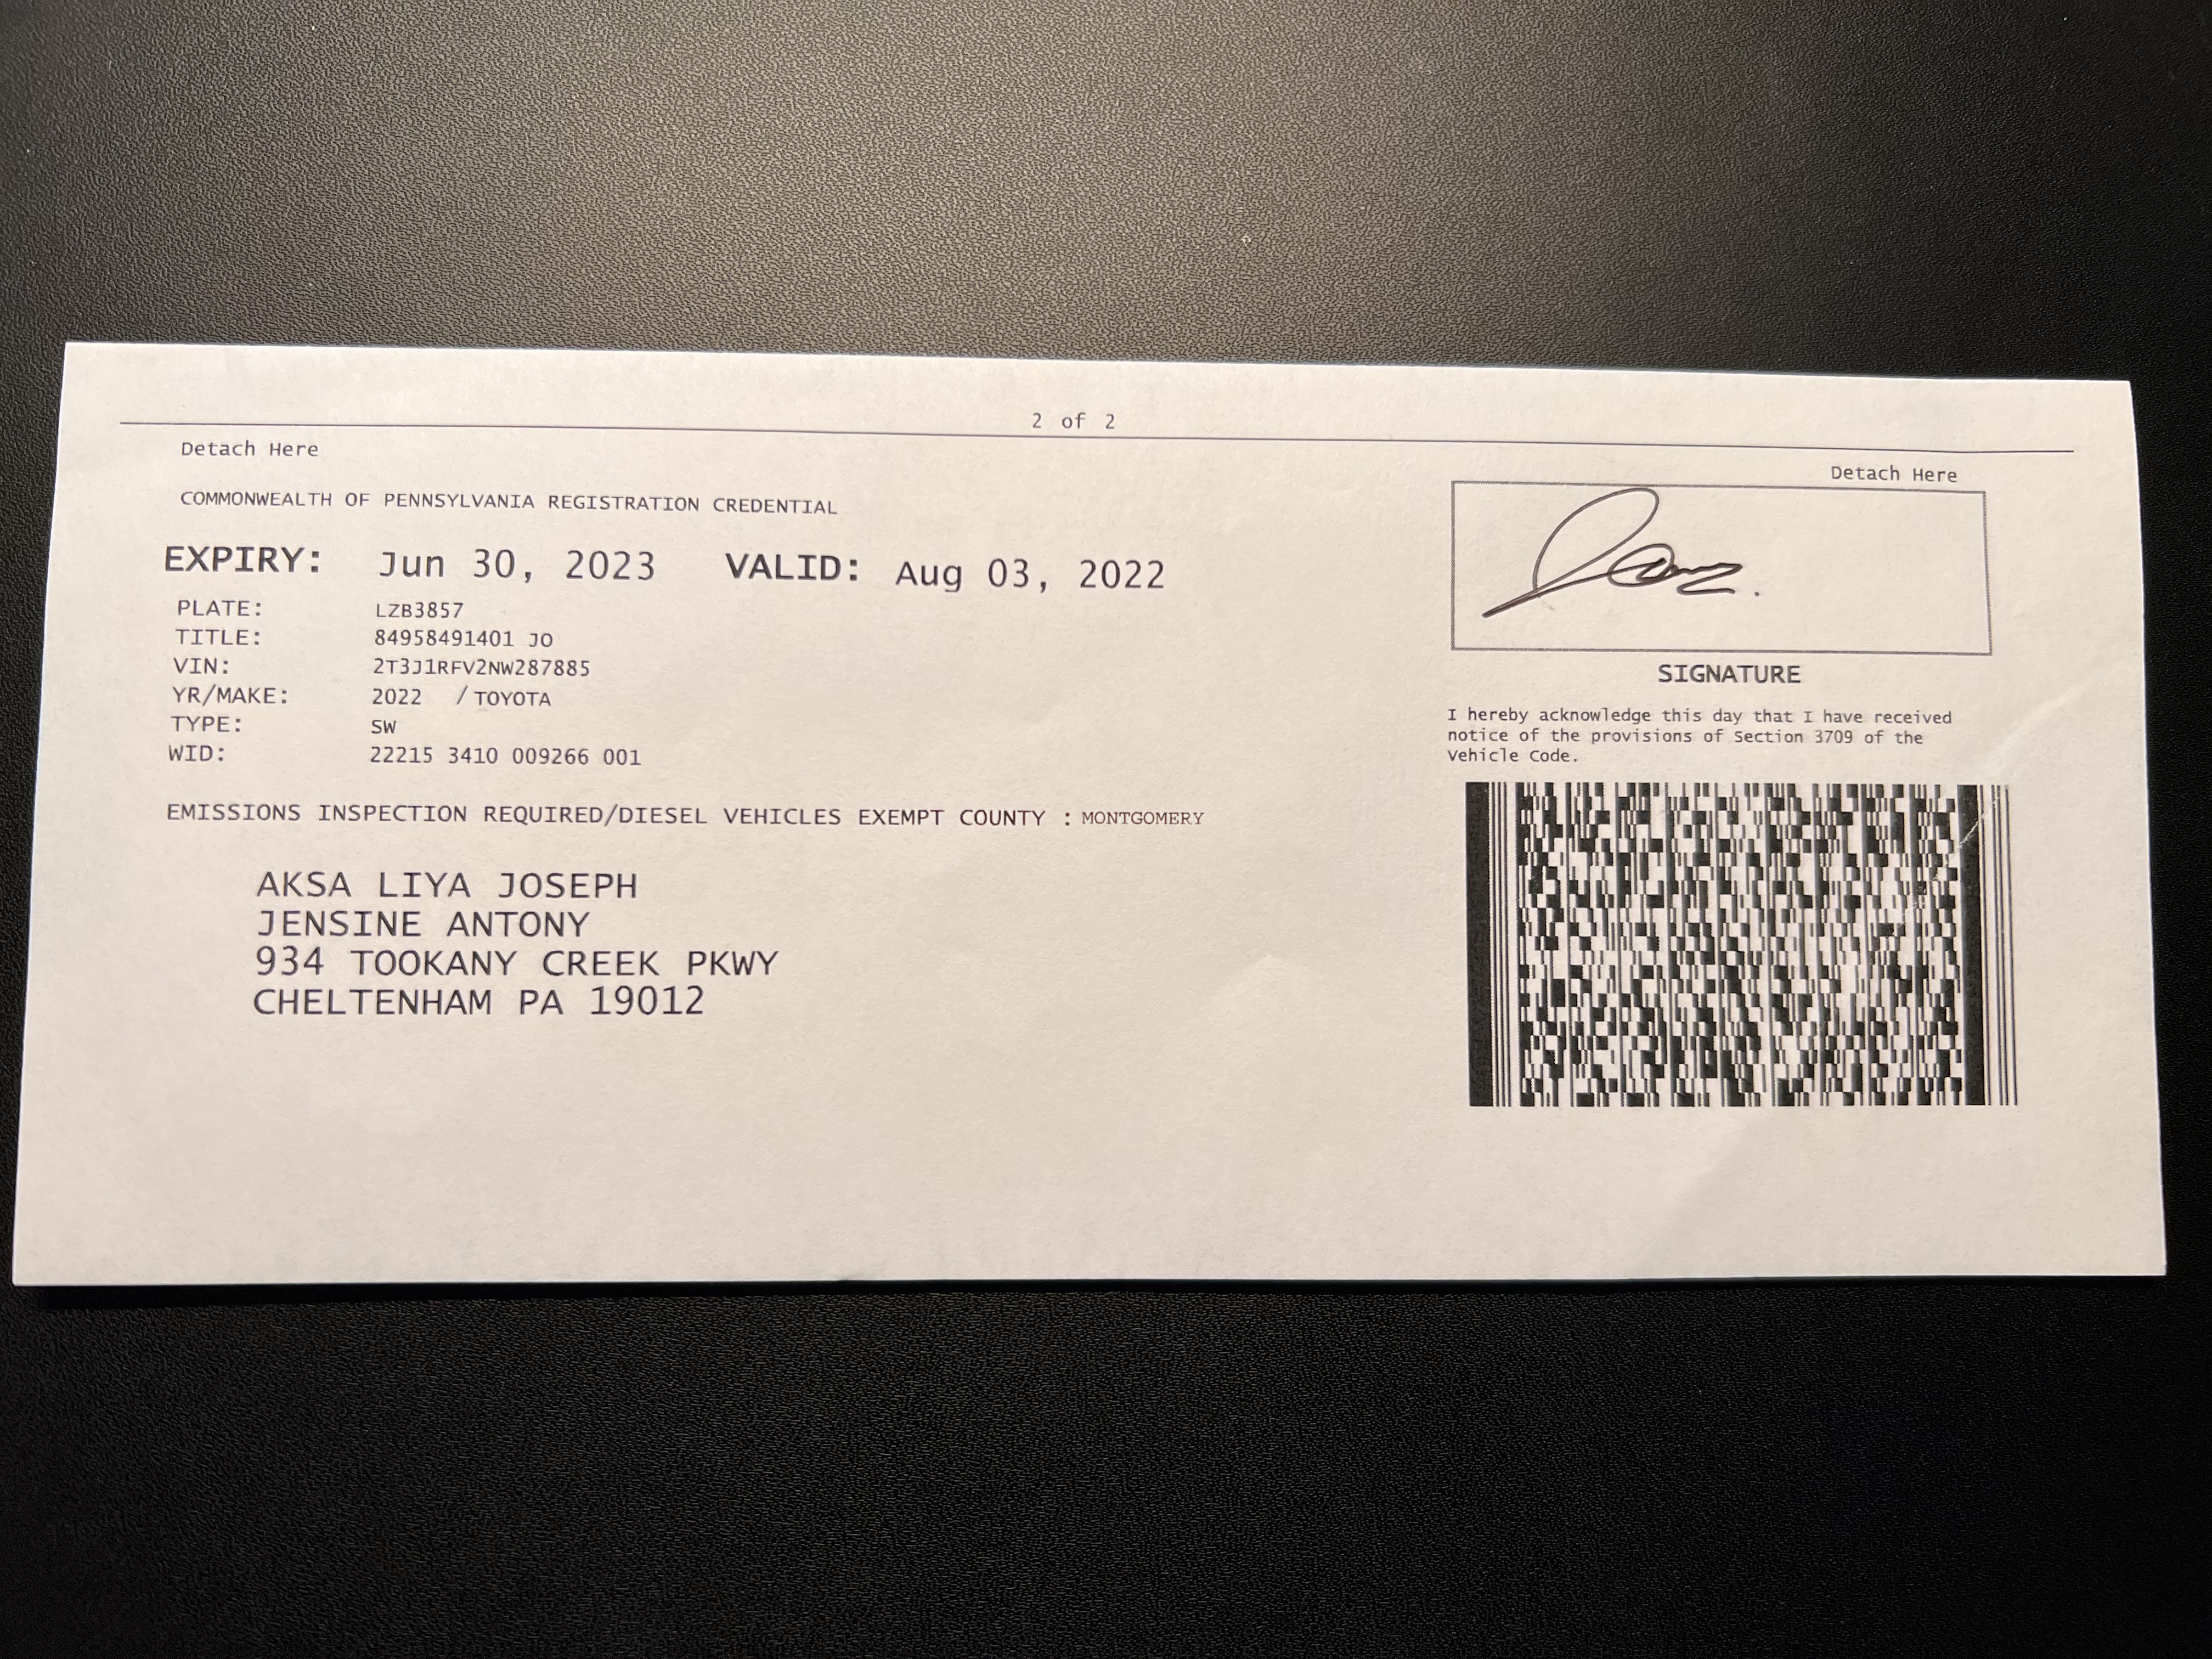 2 of 2
Detach Here
Detach Here
COMMONWEALTH OF PENNSYLVANIA REGISTRATION CREDENTIAL
EXPIRY: Jun 30, 2023 VALID: Aug 03, 2022
PLATE: LZB3857
TITLE: 84958491401 JO
VIN: 2T3J1RFV2NW287885
YR/MAKE: 2022 / TOYOTA
TYPE: SW
WID: 22215 3410 009266 001
EMISSIONS INSPECTION REQUIRED/DIESEL VEHICLES EXEMPT COUNTY : MONTGOMERY
AKSA LIYA JOSEPH
JENSINE ANTONY
934 TOOKANY CREEK PKWY
CHELTENHAM PA 19012
SIGNATURE
I hereby acknowledge this day that I have received
notice of the provisions of Section 3709 of the
Vehicle Code.